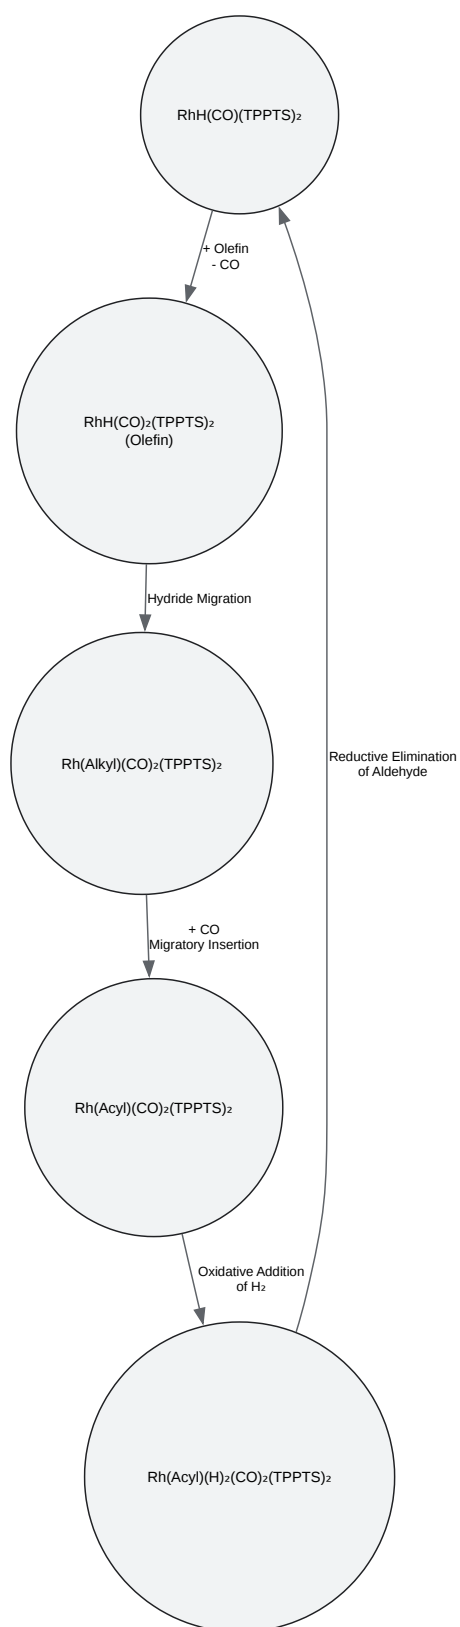 RhH(CO)(TPPTS)₂
+ Olefin
- CO
RhH(CO)₂(TPPTS)₂
(Olefin)
Hydride Migration
Rh(Alkyl)(CO)₂(TPPTS)₂
Reductive Elimination
of Aldehyde
+ CO
Migratory Insertion
Rh(Acyl)(CO)₂(TPPTS)₂
Oxidative Addition
of H₂
Rh(Acyl)(H)₂(CO)₂(TPPTS)₂